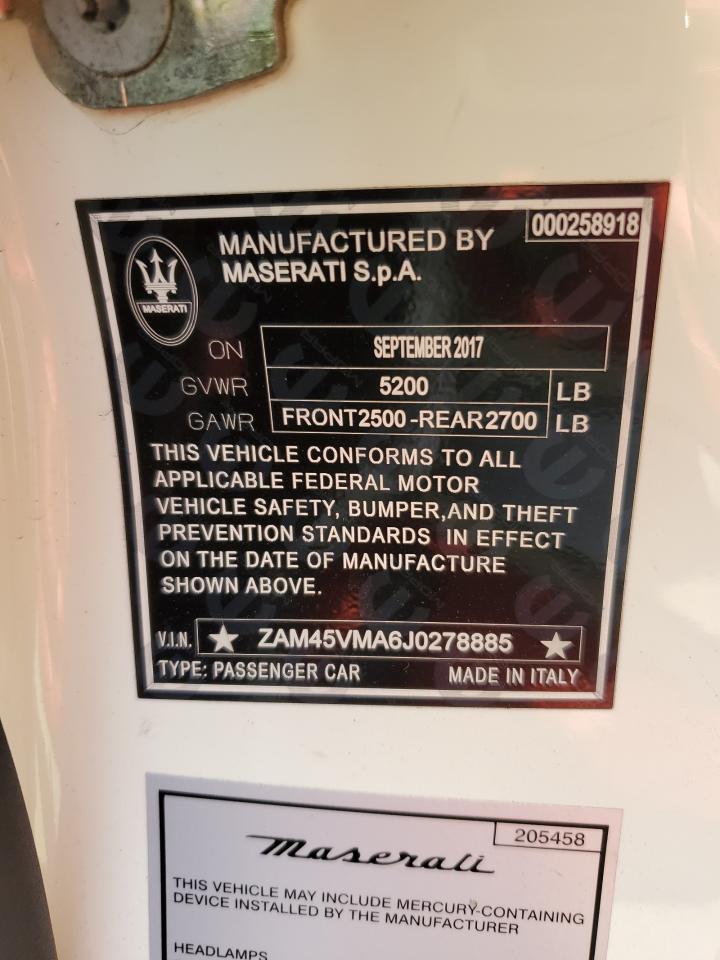 000258918
MANUFACTURED BY
MASERATI S.p.A.
MASERATI
ON SEPTEMBER 2017
GVWR 5200 LB
GAWR FRONT2500-REAR2700 LB
THIS VEHICLE CONFORMS TO ALL
APPLICABLE FEDERAL MOTOR
VEHICLE SAFETY, BUMPER,AND THEFT
PREVENTION STANDARDS IN EFFECT
ON THE DATE OF MANUFACTURE
SHOWN ABOVE.
V.I.N. ★ ZAM45VMA6J0278885 ★
TYPE: PASSENGER CAR MADE IN ITALY
205458
Maserati
THIS VEHICLE MAY INCLUDE MERCURY-CONTAINING
DEVICE INSTALLED BY THE MANUFACTURER
HEADLAMPS